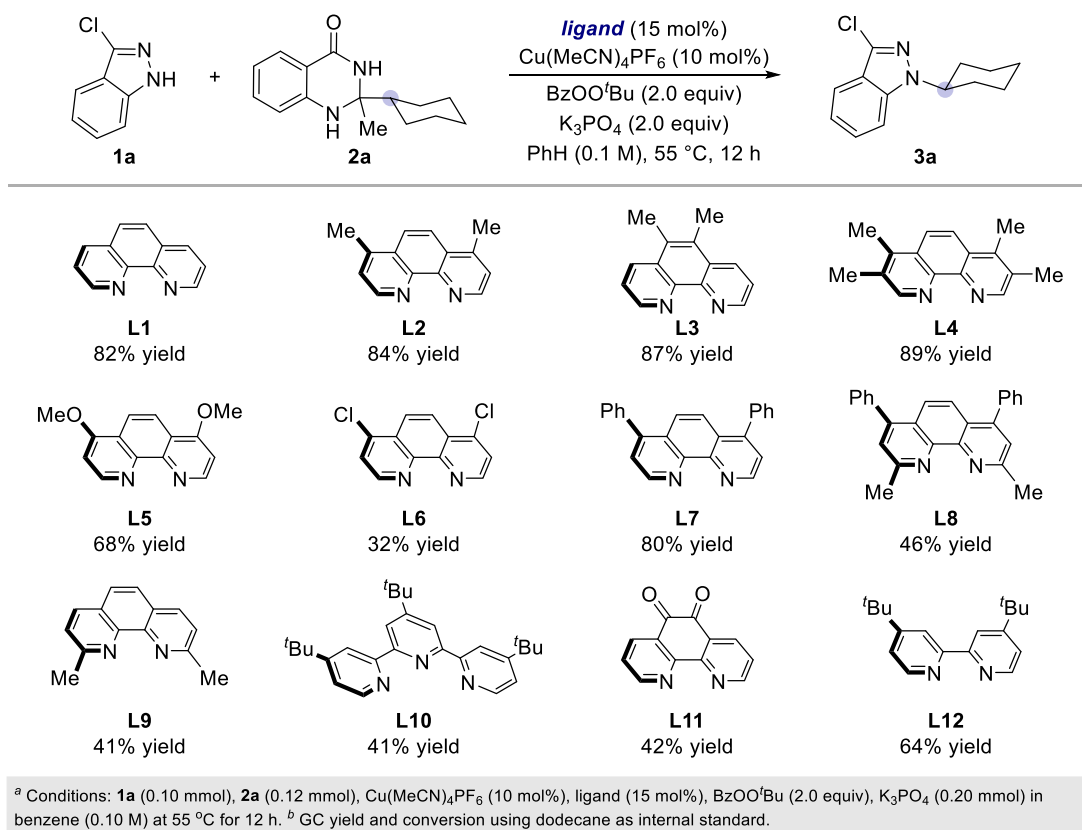 Cl
N
NH
1a
+
O
NH
N
H
Me
2a
ligand (15 mol%)
Cu(MeCN)₄PF₆ (10 mol%)
BzOOᵗBu (2.0 equiv)
K₃PO₄ (2.0 equiv)
PhH (0.1 M), 55 °C, 12 h
Cl
N
N
3a
N N
L1
82% yield
Me Me
N N
L2
84% yield
Me Me
N N
L3
87% yield
Me Me
Me Me
N N
L4
89% yield
MeO OMe
N N
L5
68% yield
Cl Cl
N N
L6
32% yield
Ph Ph
N N
L7
80% yield
Ph Ph
N N
Me Me
L8
46% yield
N N
Me Me
L9
41% yield
ᵗBu
ᵗBu ᵗBu
N N N
L10
41% yield
O O
N N
L11
42% yield
ᵗBu ᵗBu
N N
L12
64% yield
ᵃ Conditions: 1a (0.10 mmol), 2a (0.12 mmol), Cu(MeCN)₄PF₆ (10 mol%), ligand (15 mol%), BzOOᵗBu (2.0 equiv), K₃PO₄ (0.20 mmol) in
benzene (0.10 M) at 55 °C for 12 h. ᵇ GC yield and conversion using dodecane as internal standard.